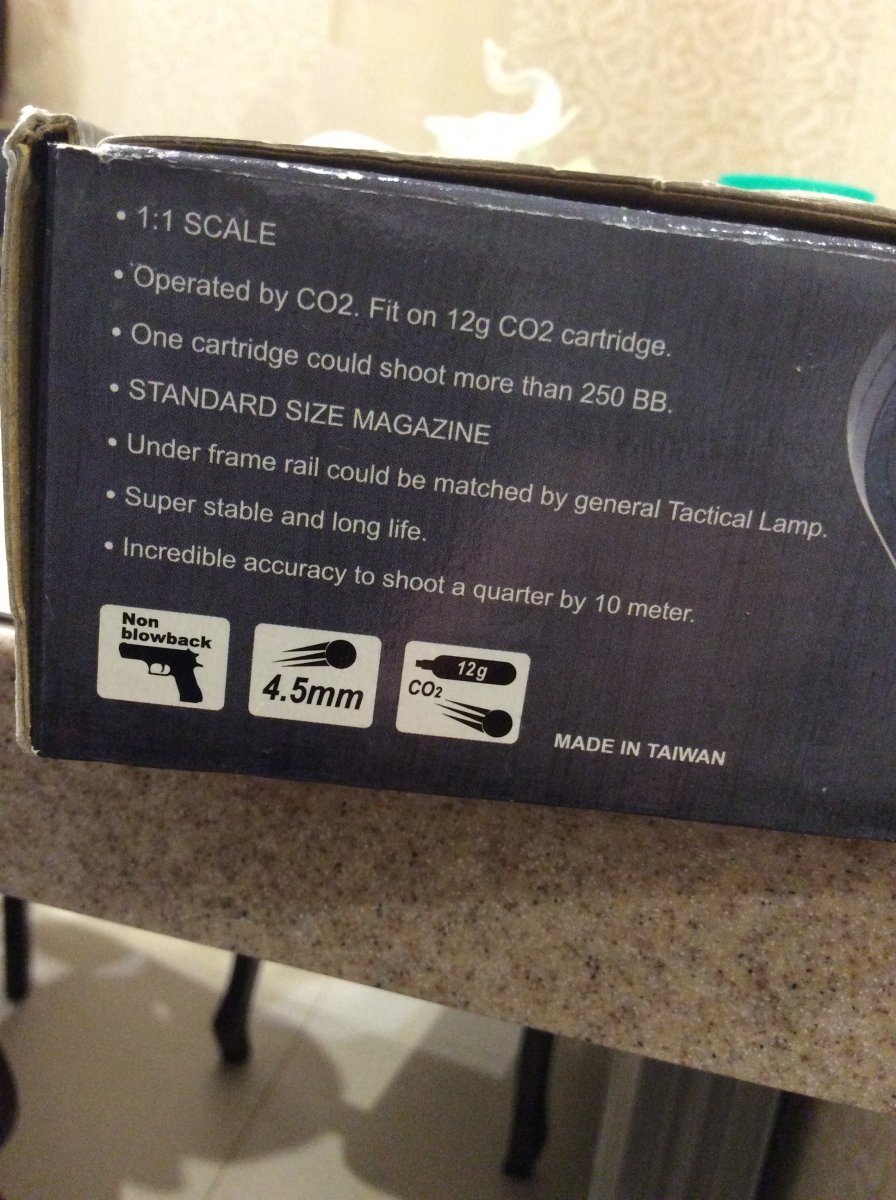 • 1:1 SCALE
• Operated by CO2. Fit on 12g CO2 cartridge.
• One cartridge could shoot more than 250 BB.
• STANDARD SIZE MAGAZINE
• Under frame rail could be matched by general Tactical Lamp.
• Super stable and long life.
• Incredible accuracy to shoot a quarter by 10 meter.
Non
blowback
4.5mm
12g
CO2
MADE IN TAIWAN